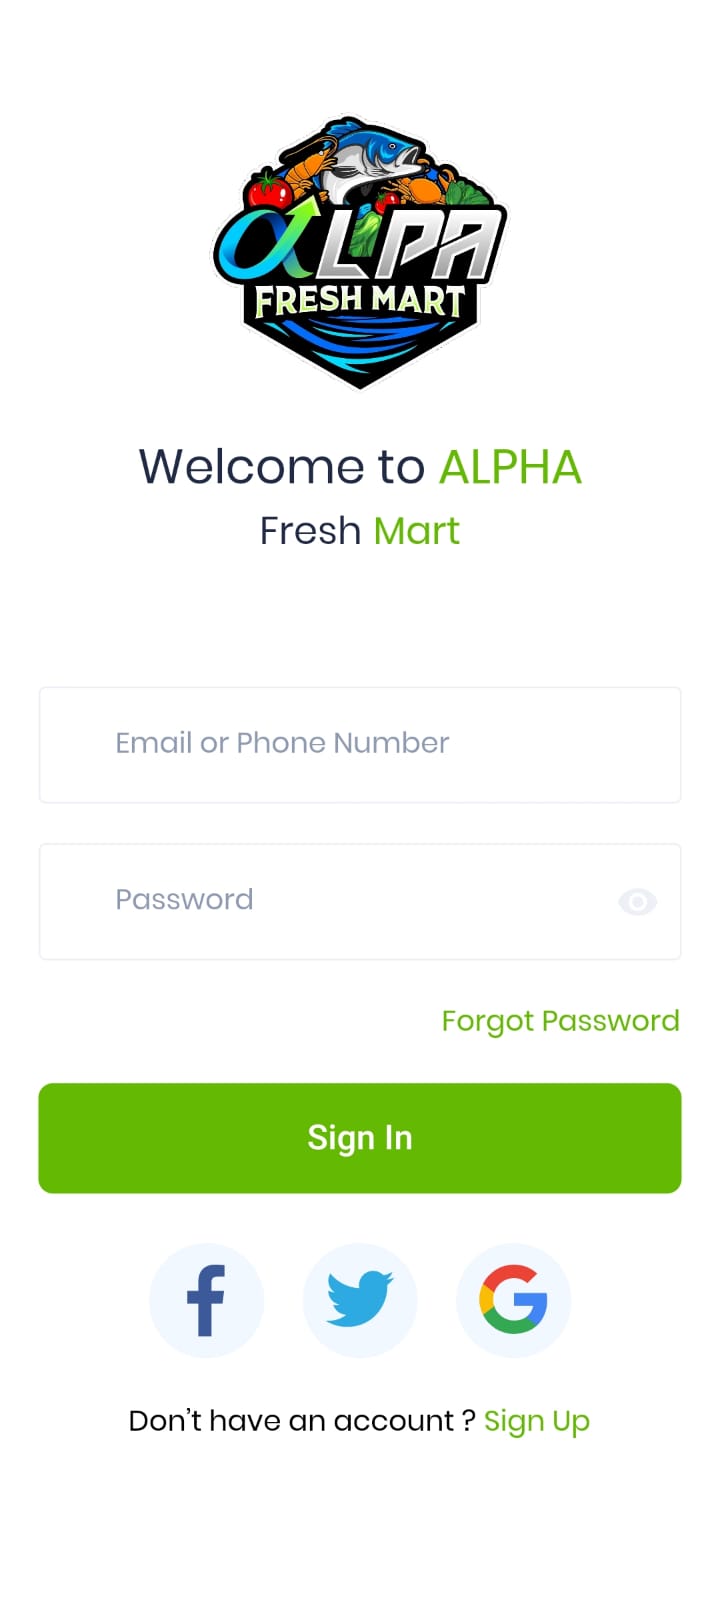 αLPA
FRESH MART
Welcome to ALPHA
Fresh Mart
Email or Phone Number
Password
Forgot Password
Sign In
Don't have an account ? Sign Up